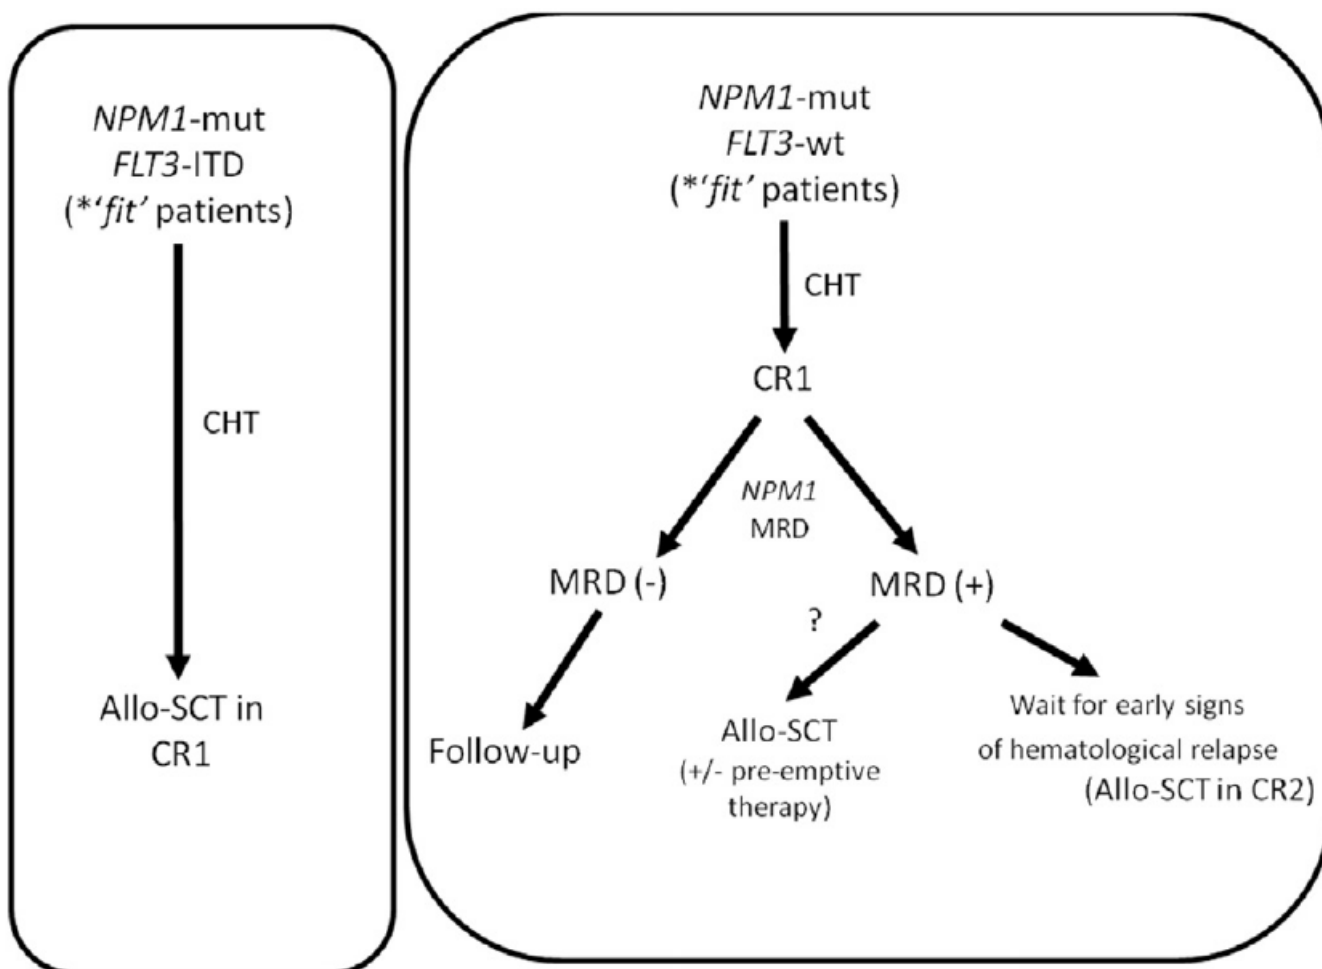 NPM1-mut
FLT3-ITD
(*‘fit’ patients)
CHT
Allo-SCT in
CR1
NPM1-mut
FLT3-wt
(*‘fit’ patients)
CHT
CR1
NPM1
MRD
MRD (-)
MRD (+)
?
Follow-up
Allo-SCT
(+/- pre-emptive
therapy)
Wait for early signs
of hematological relapse
(Allo-SCT in CR2)